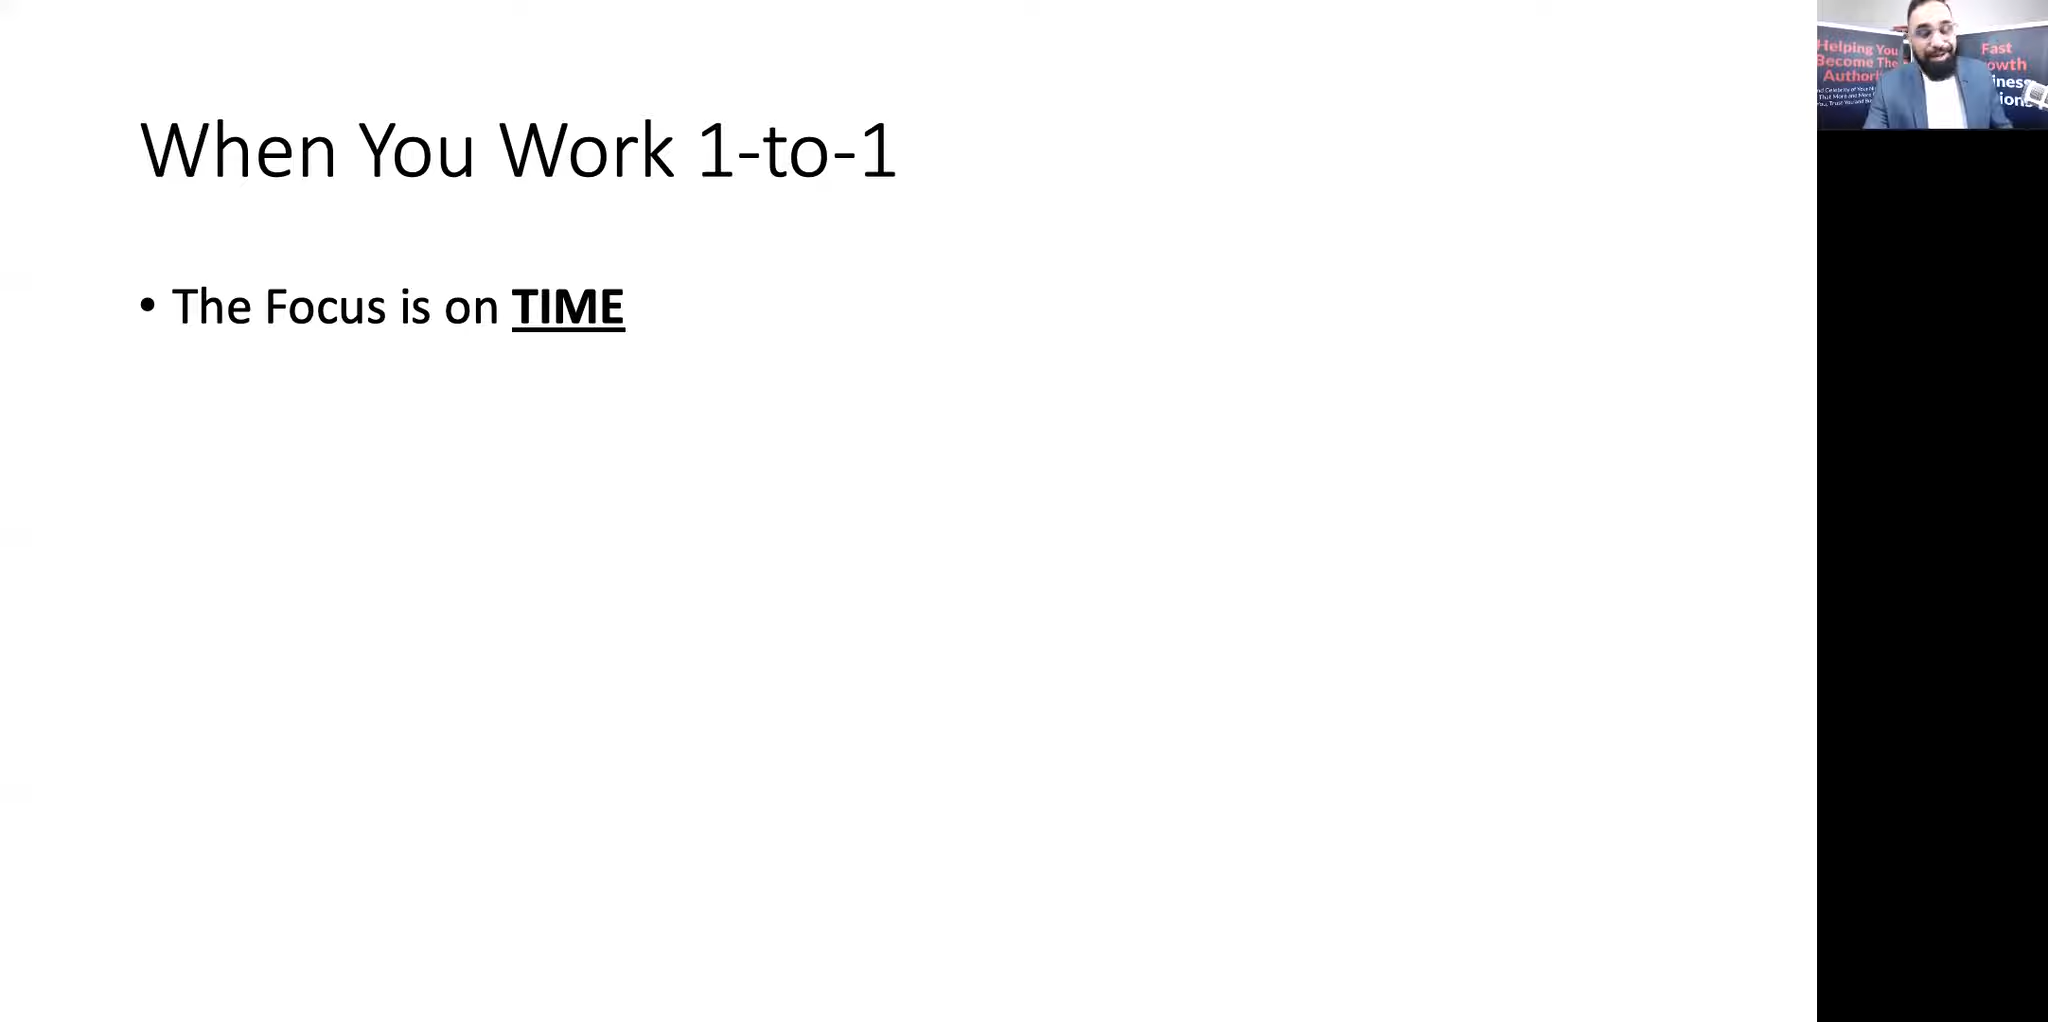 When You Work 1-to-1
• The Focus is on TIME
Helping You
Become The
Fast